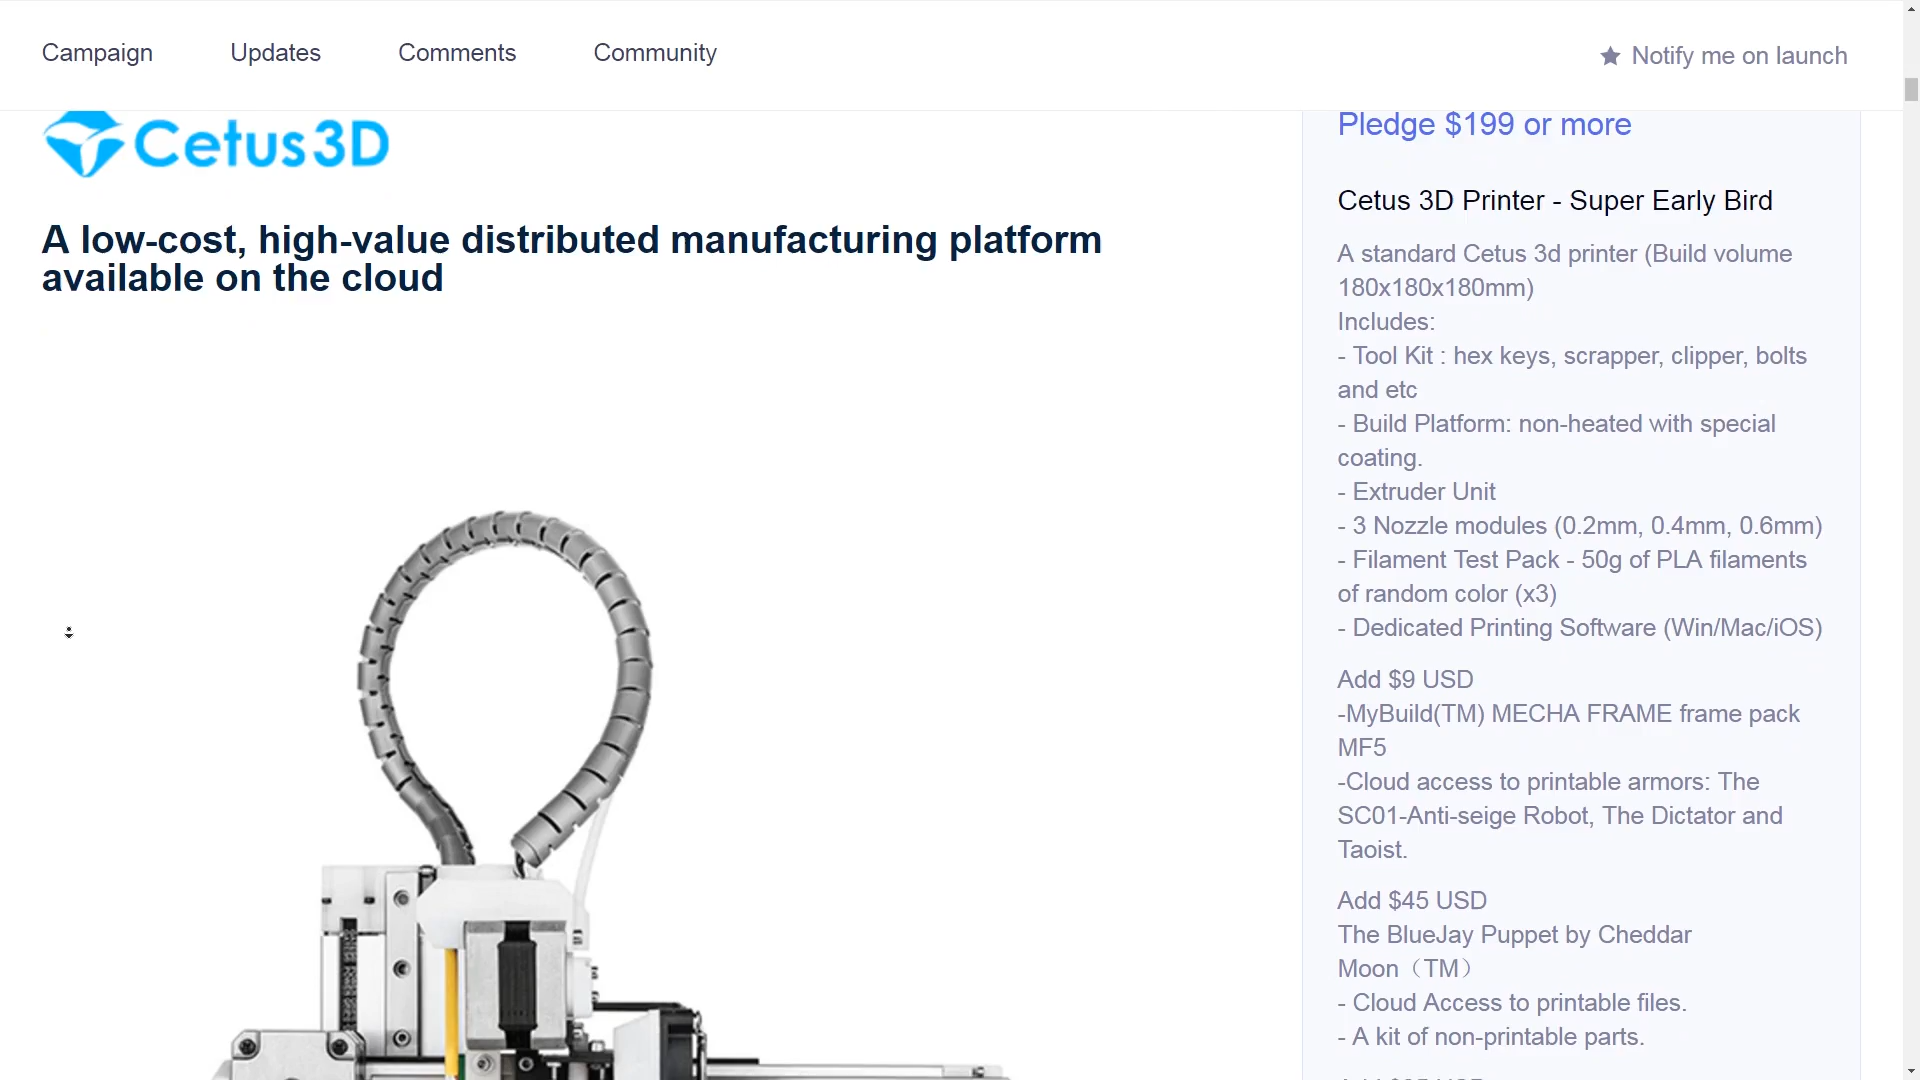 Campaign
Updates
Comments
Community
Notify me on launch
Cetus3D
A low-cost, high-value distributed manufacturing platform
available on the cloud
Pledge $199 or more
Cetus 3D Printer - Super Early Bird
A standard Cetus 3d printer (Build volume
180x180x180mm)
Includes:
- Tool Kit : hex keys, scrapper, clipper, bolts
and etc
- Build Platform: non-heated with special
coating.
- Extruder Unit
- 3 Nozzle modules (0.2mm, 0.4mm, 0.6mm)
- Filament Test Pack - 50g of PLA filaments
of random color (x3)
- Dedicated Printing Software (Win/Mac/iOS)
Add $9 USD
-MyBuild(TM) MECHA FRAME frame pack
MF5
-Cloud access to printable armors: The
SC01-Anti-seige Robot, The Dictator and
Taoist.
Add $45 USD
The BlueJay Puppet by Cheddar
Moon（TM）
- Cloud Access to printable files.
- A kit of non-printable parts.